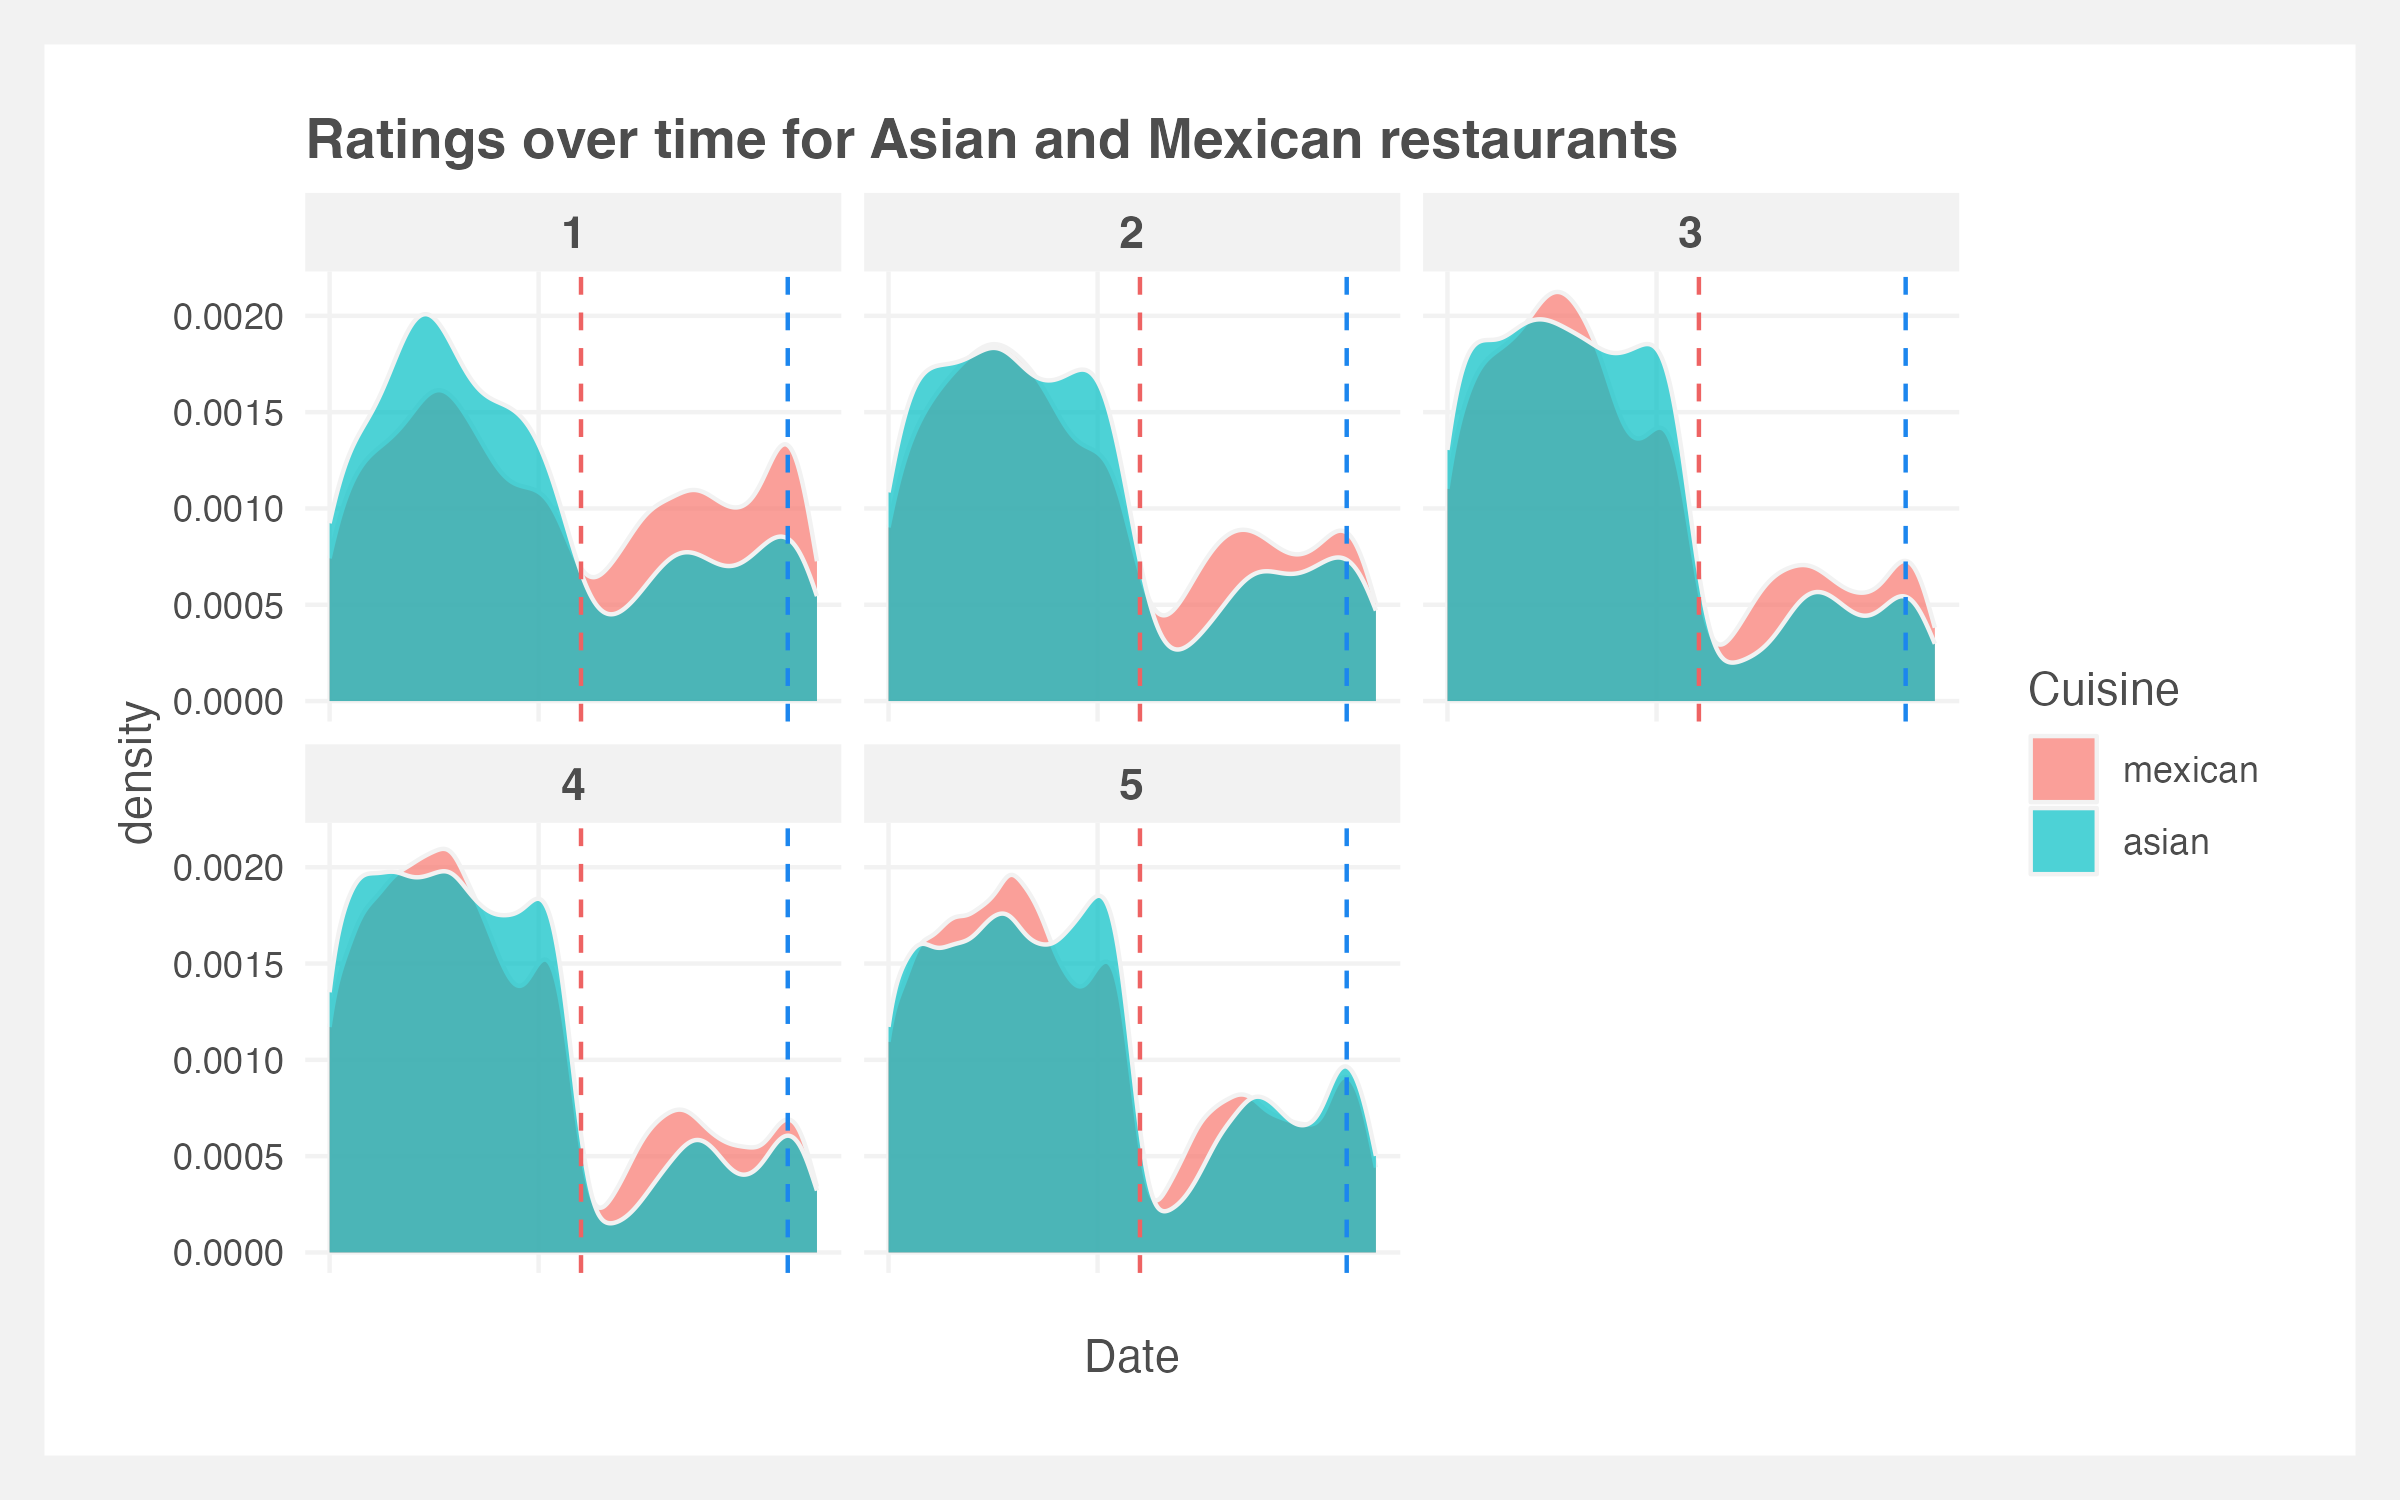 Ratings over time for Asian and Mexican restaurants
1
2
3
0.0020
0.0015
0.0010
0.0005
0.0000
4
5
0.0020
0.0015
0.0010
0.0005
0.0000
density
Date
Cuisine
mexican
asian